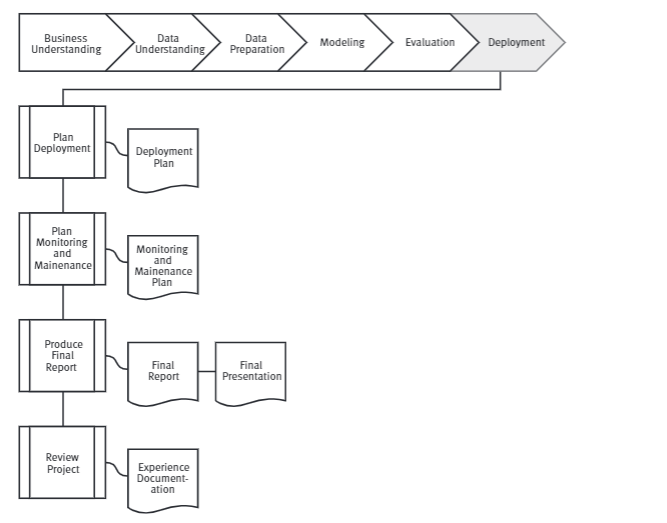 Business
Understanding
Data
Understanding
Data
Preparation
Modeling
Evaluation
Deployment
Plan
Deployment
Deployment
Plan
Plan
Monitoring
and
Mainenance
Monitoring
and
Mainenance
Plan
Produce
Final
Report
Final
Report
Final
Presentation
Review
Project
Experience
Document-
ation